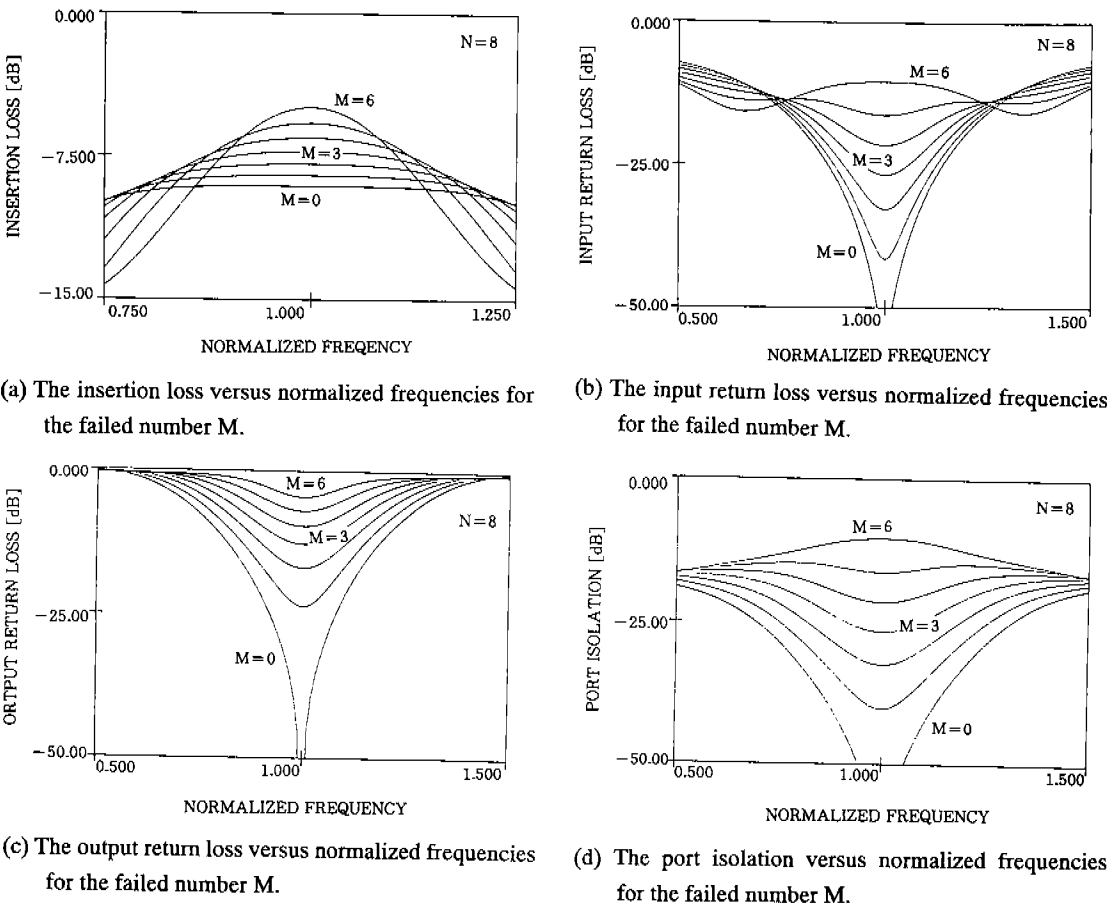 0.000
N=8
M=6
M=3
M=0
−7.500
−15.00
0.750
1.000
1.250
INSERTION LOSS [dB]
NORMALIZED FREQENCY
(a) The insertion loss versus normalized frequencies for
the failed number M.
0.000
N=8
M=6
M=3
M=0
−25.00
−50.00
0.500
1.000
1.500
INPUT RETURN LOSS [dB]
NORMALIZED FREQUENCY
(b) The input return loss versus normalized frequencies
for the failed number M.
0.000
M=6
N=8
M=3
M=0
−25.00
−50.00
0.500
1.000
1.500
ORTPUT RETURN LOSS [dB]
NORMALIZED FREQUENCY
(c) The output return loss versus normalized frequencies
for the failed number M.
0.000
N=8
M=6
M=3
M=0
−25.00
−50.00
0.500
1.000
1.500
PORT ISOLATION [dB]
NORMALIZED FREQUENCY
(d) The port isolation versus normalized frequencies
for the failed number M.